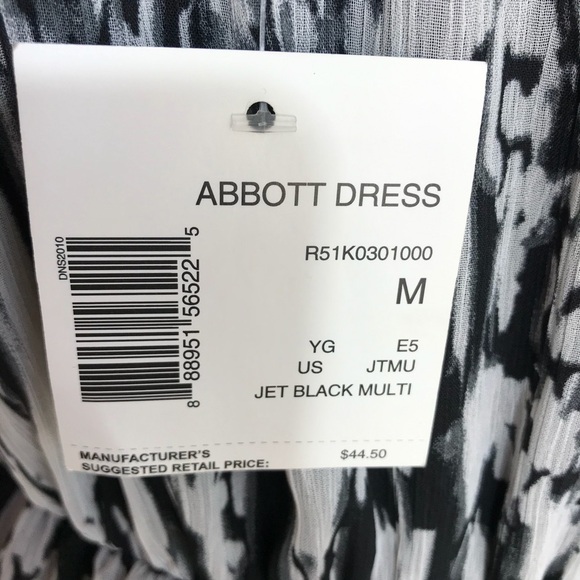 ABBOTT DRESS
R51K0301000
M
YG E5
US JTMU
JET BLACK MULTI
DNS2010
8 88951 56522 5
MANUFACTURER'S
SUGGESTED RETAIL PRICE: $44.50